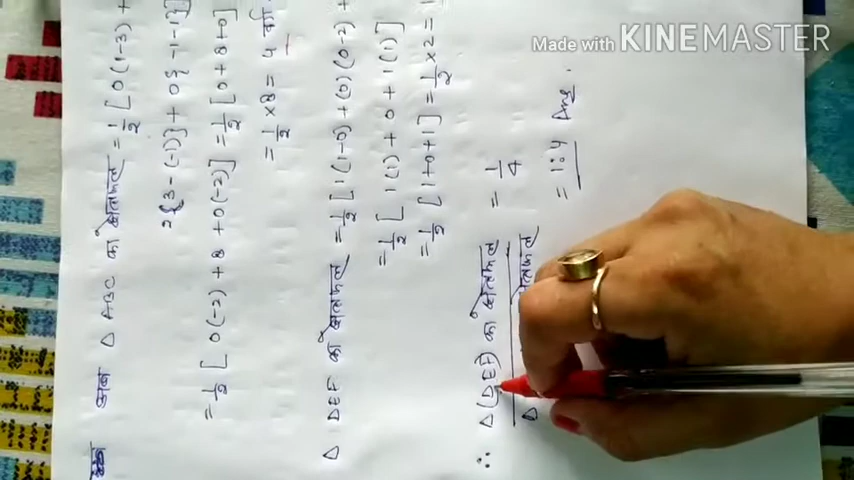 Made with KINEMASTER
अब Δ ABC का क्षेत्रफल = 1/2 [ 0(1-3) +
2{3-(-1)} + 0{-1-1}]
= 1/2 [ 0(-2) + 8 + 0(-2)] = 1/2 [0+8+0]
= 1/2 × 8 = 4
Δ DEF का क्षेत्रफल = 1/2 [1(1-0) + (0)(0-2) +
= 1/2 [ 1(1) + 0 + 1(1)]
= 1/2 [1+0+1] = 1/2 × 2 = 1
∴ Δ(DEF) का क्षेत्रफल = 1/4
Δ
= 1:4 Ans.